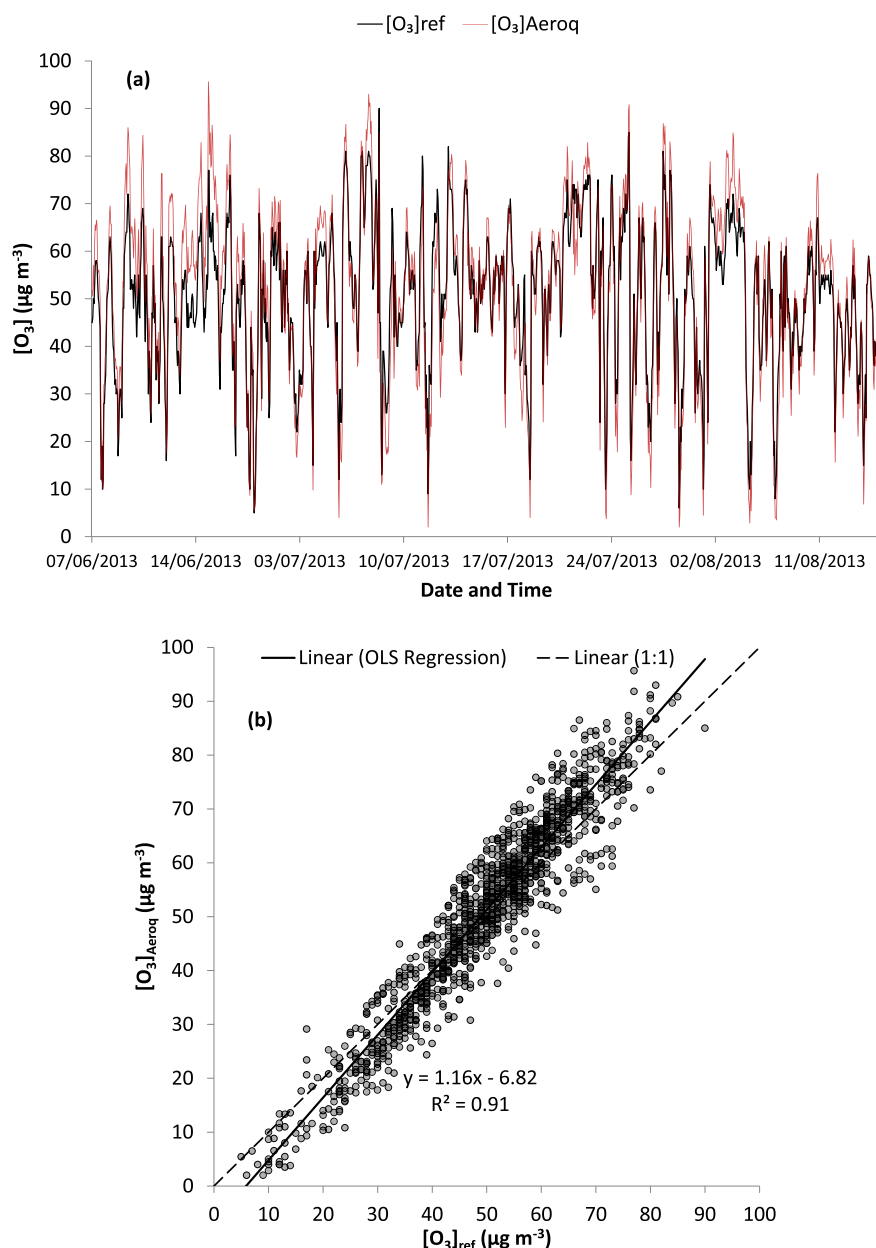 [O₃]ref [O₃]Aeroq
(a)
100
90
80
70
60
50
40
30
20
10
0
[O₃] (µg m⁻³)
07/06/2013 14/06/2013 03/07/2013 10/07/2013 17/07/2013 24/07/2013 02/08/2013 11/08/2013
Date and Time
Linear (OLS Regression) Linear (1:1)
(b)
100
90
80
70
60
50
40
30
20
10
0
[O₃]Aeroq (µg m⁻³)
y = 1.16x - 6.82
R² = 0.91
0 10 20 30 40 50 60 70 80 90 100
[O₃]ref (µg m⁻³)